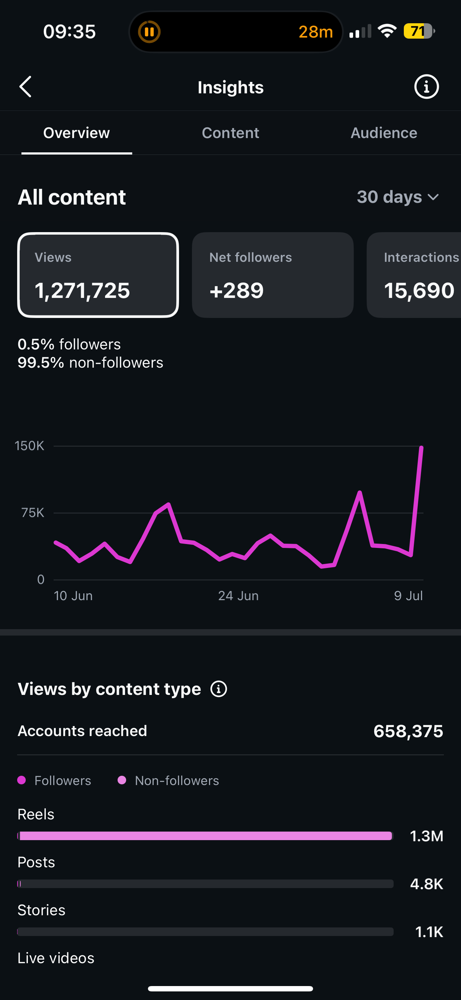 09:35
28m
71
Insights
Overview Content Audience
All content 30 days
Views Net followers Interactions
1,271,725 +289 15,690
0.5% followers
99.5% non-followers
150K
75K
0
10 Jun 24 Jun 9 Jul
Views by content type
Accounts reached 658,375
Followers Non-followers
Reels
1.3M
Posts
4.8K
Stories
1.1K
Live videos